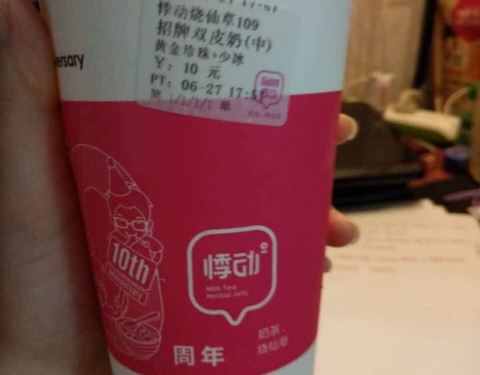 悸动烧仙草109
招牌双皮奶(中)
黄金珍珠+少冰
Y: 10 元
PT: 06-27 17:51
ersary
10th
悸动
Milk Tea
Herbal Jelly
奶茶.
烧仙草
周年